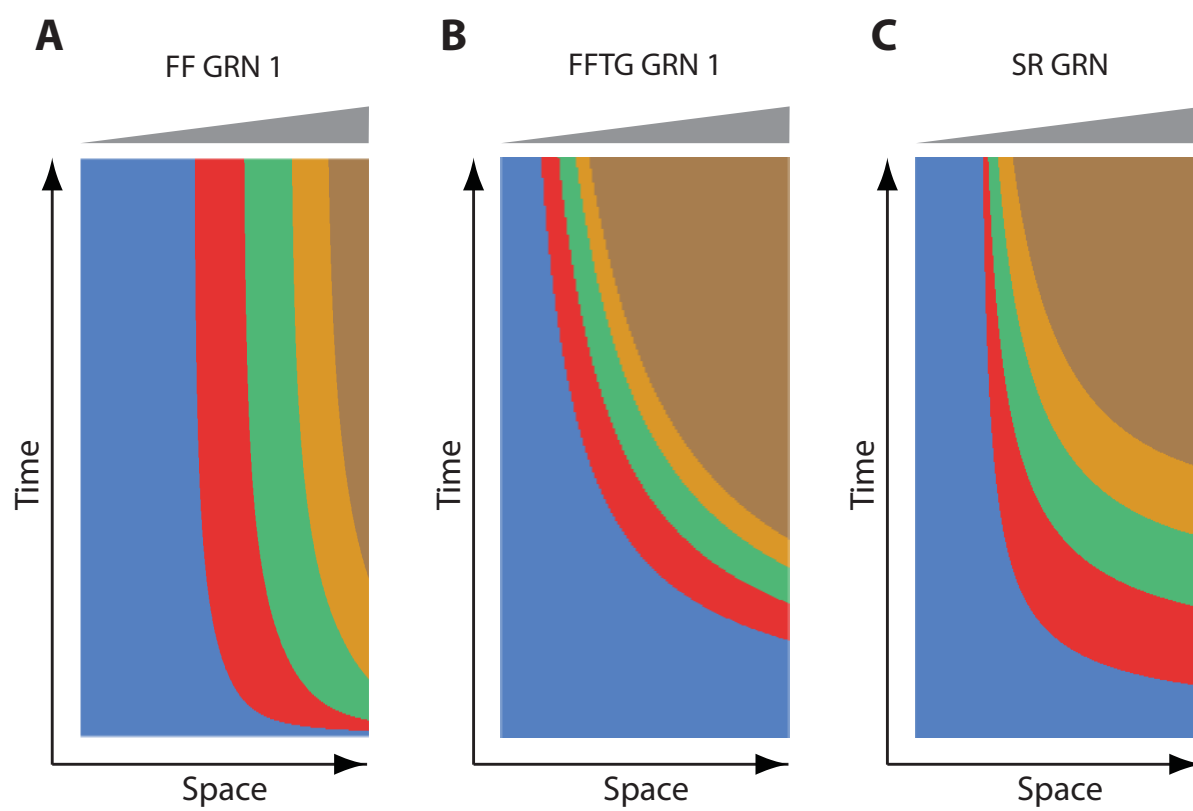 A
FF GRN 1
Time
Space
B
FFTG GRN 1
Time
Space
C
SR GRN
Time
Space